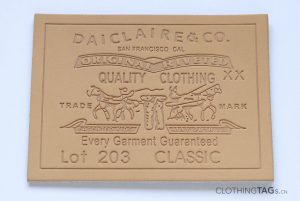 DAICLAIRE & CO.
SAN FRANCISCO CAL
ORIGINAL RIVETED
QUALITY CLOTHING XX
TRADE MARK
Every Garment Guaranteed
Lot 203 CLASSIC
CLOTHINGTAGs.CN